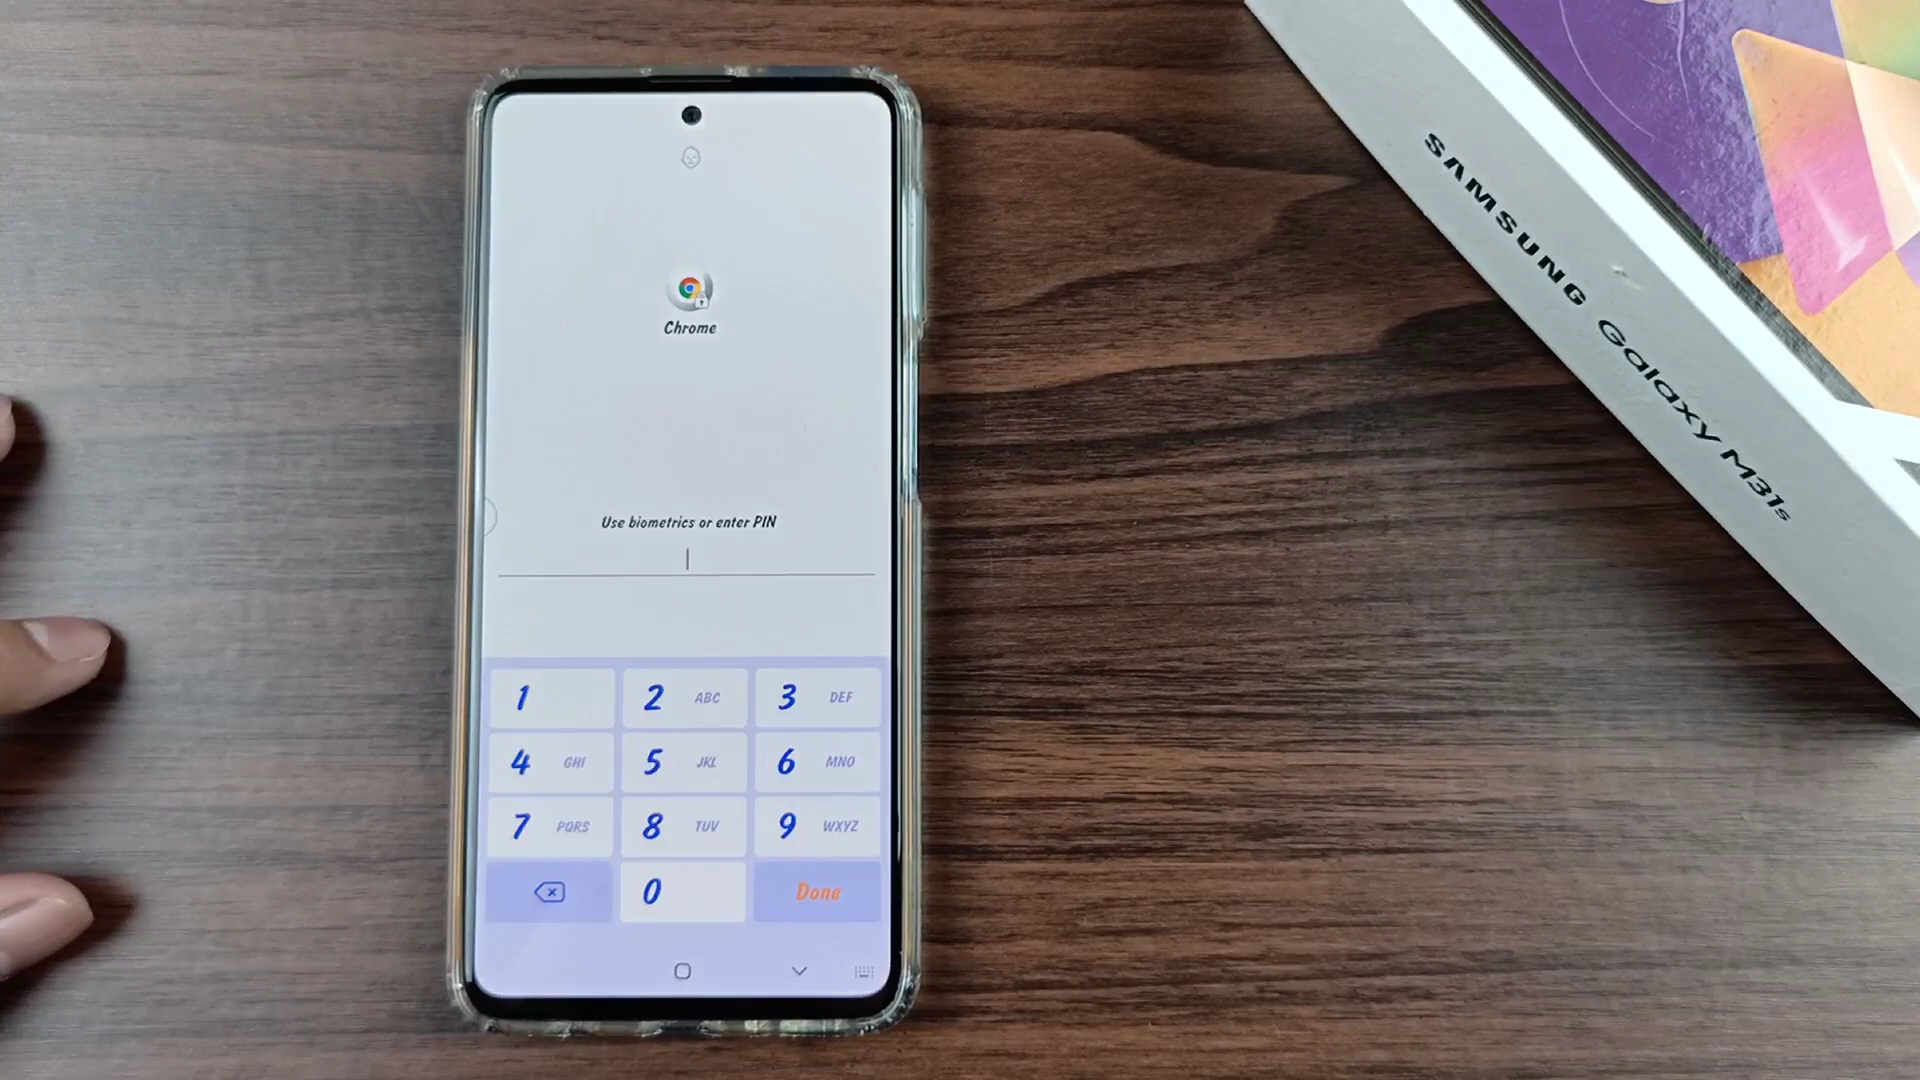 Chrome
Use biometrics or enter PIN
1
2 ABC
3 DEF
4 GHI
5 JKL
6 MNO
7 PQRS
8 TUV
9 WXYZ
0
Done
SAMSUNG Galaxy M31s